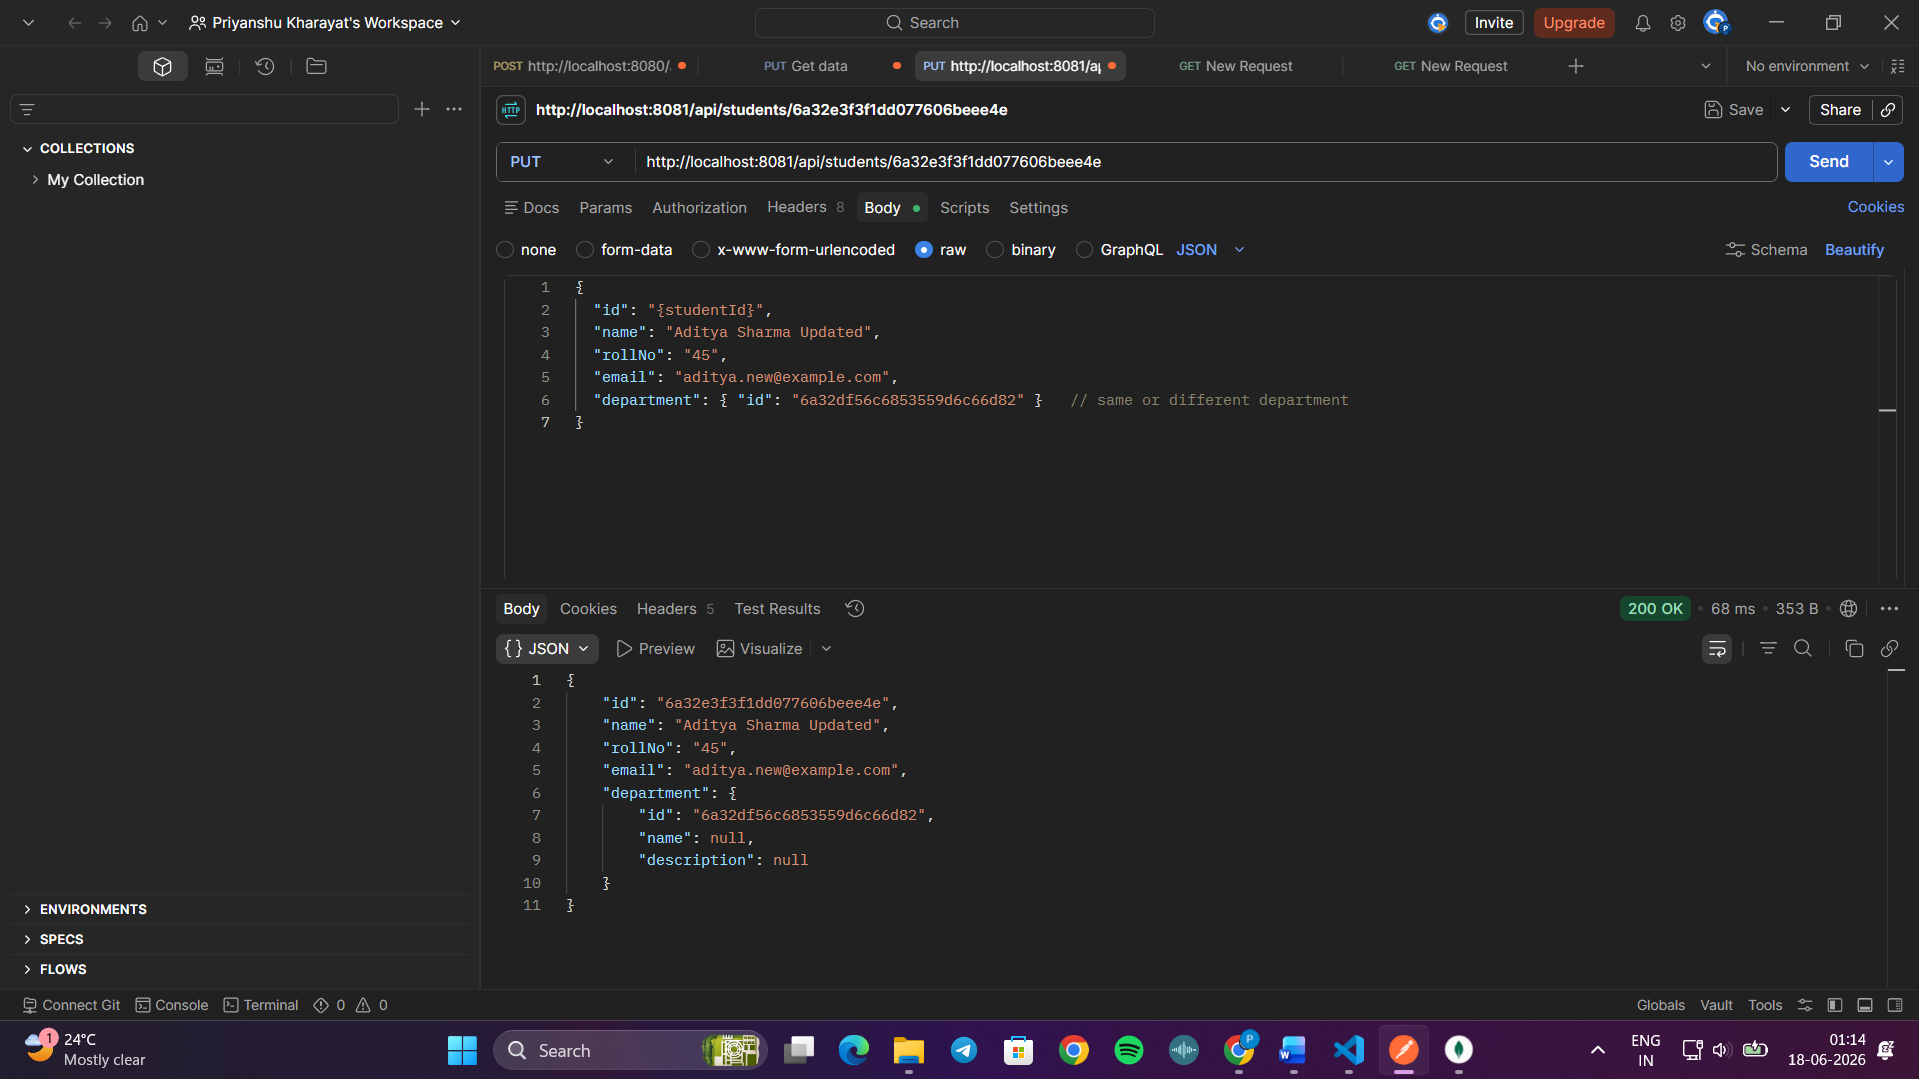 Priyanshu Kharayat's Workspace
Search
Invite
Upgrade
POST http://localhost:8080/.
PUT Get data
PUT http://localhost:8081/a
GET New Request
GET New Request
No environment
http://localhost:8081/api/students/6a32e3f3f1dd077606beee4e
Save
Share
COLLECTIONS
My Collection
PUT
http://localhost:8081/api/students/6a32e3f3f1dd077606beee4e
Send
Docs
Params
Authorization
Headers 8
Body
Scripts
Settings
Cookies
none
form-data
x-www-form-urlencoded
raw
binary
GraphQL
JSON
Schema
Beautify
1 {
2 "id": "{studentId}",
3 "name": "Aditya Sharma Updated",
4 "rollNo": "45",
5 "email": "aditya.new@example.com",
6 "department": { "id": "6a32df56c6853559d6c66d82" } // same or different department
7 }
Body
Cookies
Headers 5
Test Results
200 OK
68 ms
353 B
{} JSON
Preview
Visualize
1 {
2 "id": "6a32e3f3f1dd077606beee4e",
3 "name": "Aditya Sharma Updated",
4 "rollNo": "45",
5 "email": "aditya.new@example.com",
6 "department": {
7 "id": "6a32df56c6853559d6c66d82",
8 "name": null,
9 "description": null
10 }
11 }
ENVIRONMENTS
SPECS
FLOWS
Connect Git
Console
Terminal
0
0
Globals
Vault
Tools
1
24°C
Mostly clear
Search
ENG
IN
01:14
18-06-2026